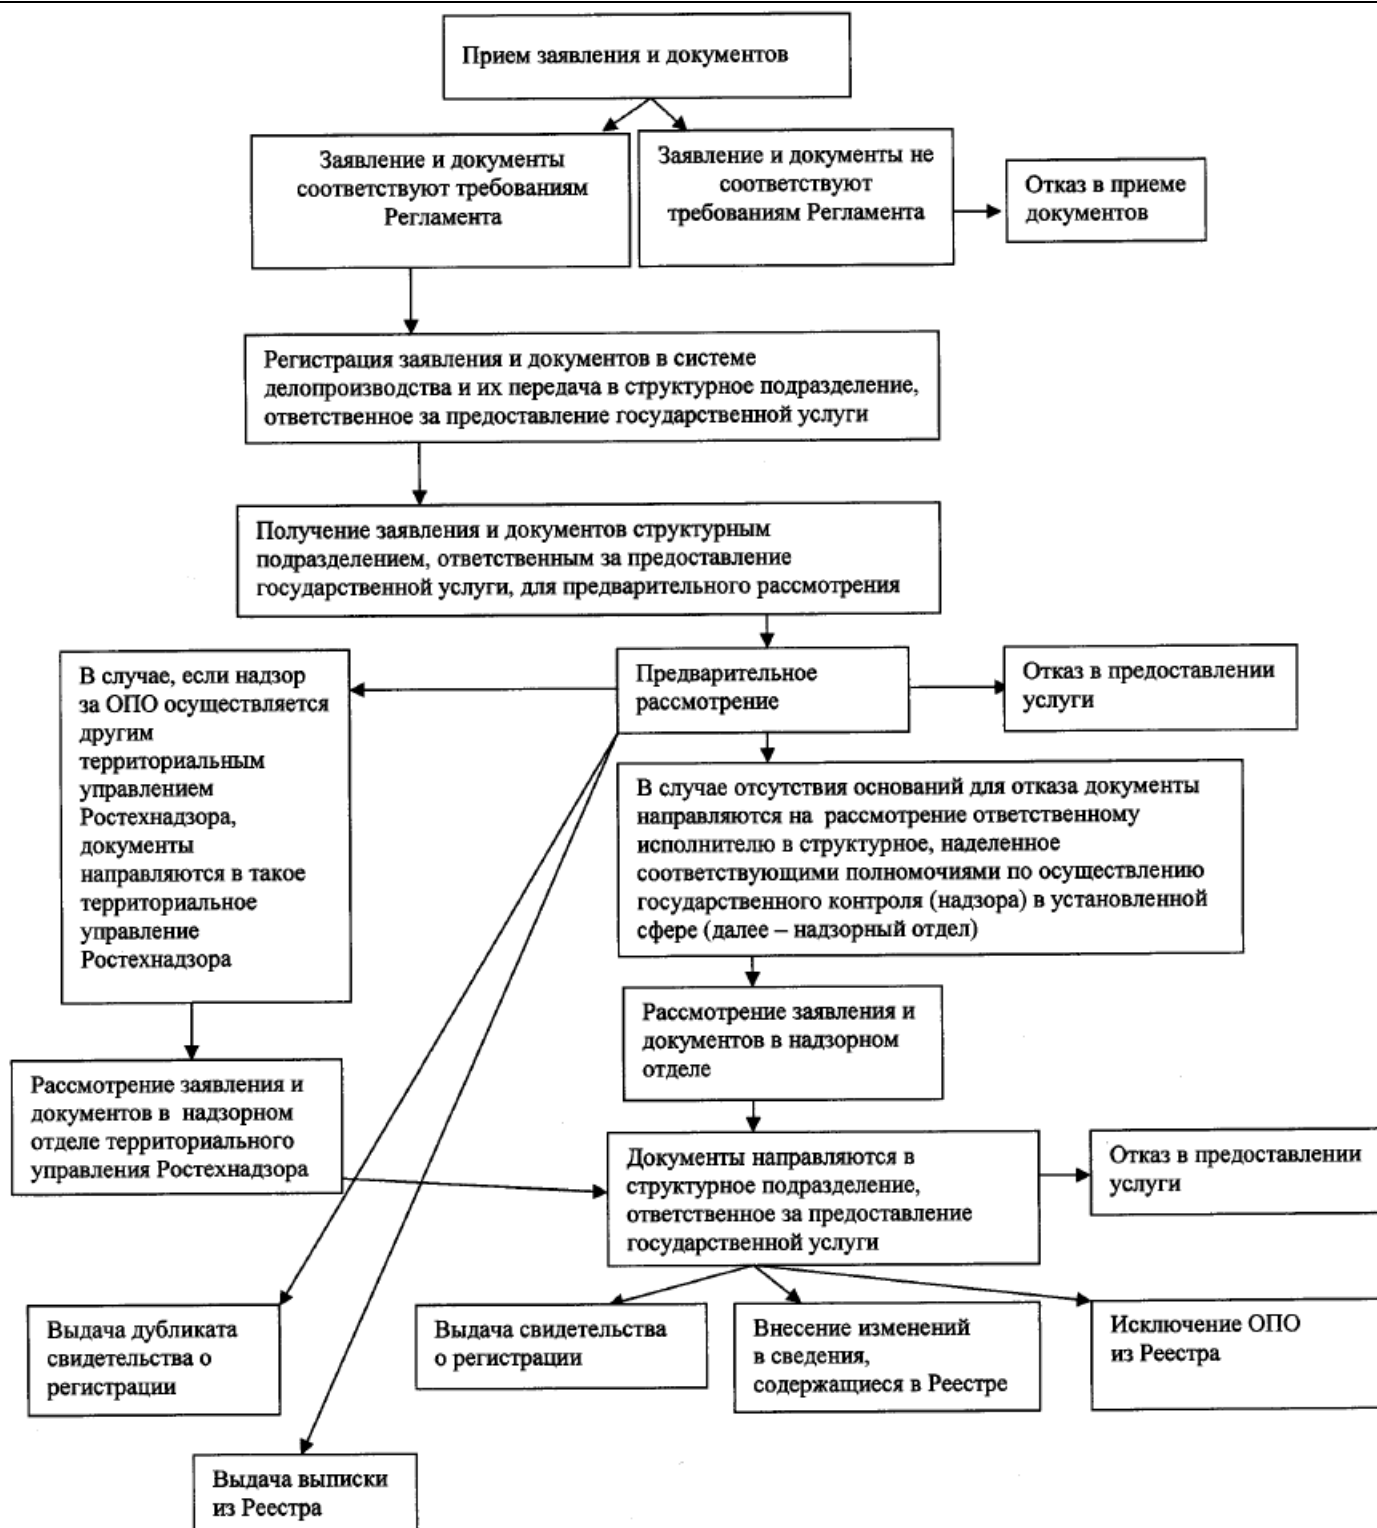 Прием заявления и документов
Заявление и документы
соответствуют требованиям
Регламента
Заявление и документы не
соответствуют
требованиям Регламента
Отказ в приеме
документов
Регистрация заявления и документов в системе
делопроизводства и их передача в структурное подразделение,
ответственное за предоставление государственной услуги
Получение заявления и документов структурным
подразделением, ответственным за предоставление
государственной услуги, для предварительного рассмотрения
В случае, если надзор
за ОПО осуществляется
другим
территориальным
управлением
Ростехнадзора,
документы
направляются в такое
территориальное
управление
Ростехнадзора
Предварительное
рассмотрение
Отказ в предоставлении
услуги
В случае отсутствия оснований для отказа документы
направляются на рассмотрение ответственному
исполнителю в структурное, наделенное
соответствующими полномочиями по осуществлению
государственного контроля (надзора) в установленной
сфере (далее – надзорный отдел)
Рассмотрение заявления и
документов в надзорном
отделе
Рассмотрение заявления и
документов в надзорном
отделе территориального
управления Ростехнадзора
Документы направляются в
структурное подразделение,
ответственное за предоставление
государственной услуги
Отказ в предоставлении
услуги
Выдача дубликата
свидетельства о
регистрации
Выдача свидетельства
о регистрации
Внесение изменений
в сведения,
содержащиеся в Реестре
Исключение ОПО
из Реестра
Выдача выписки
из Реестра